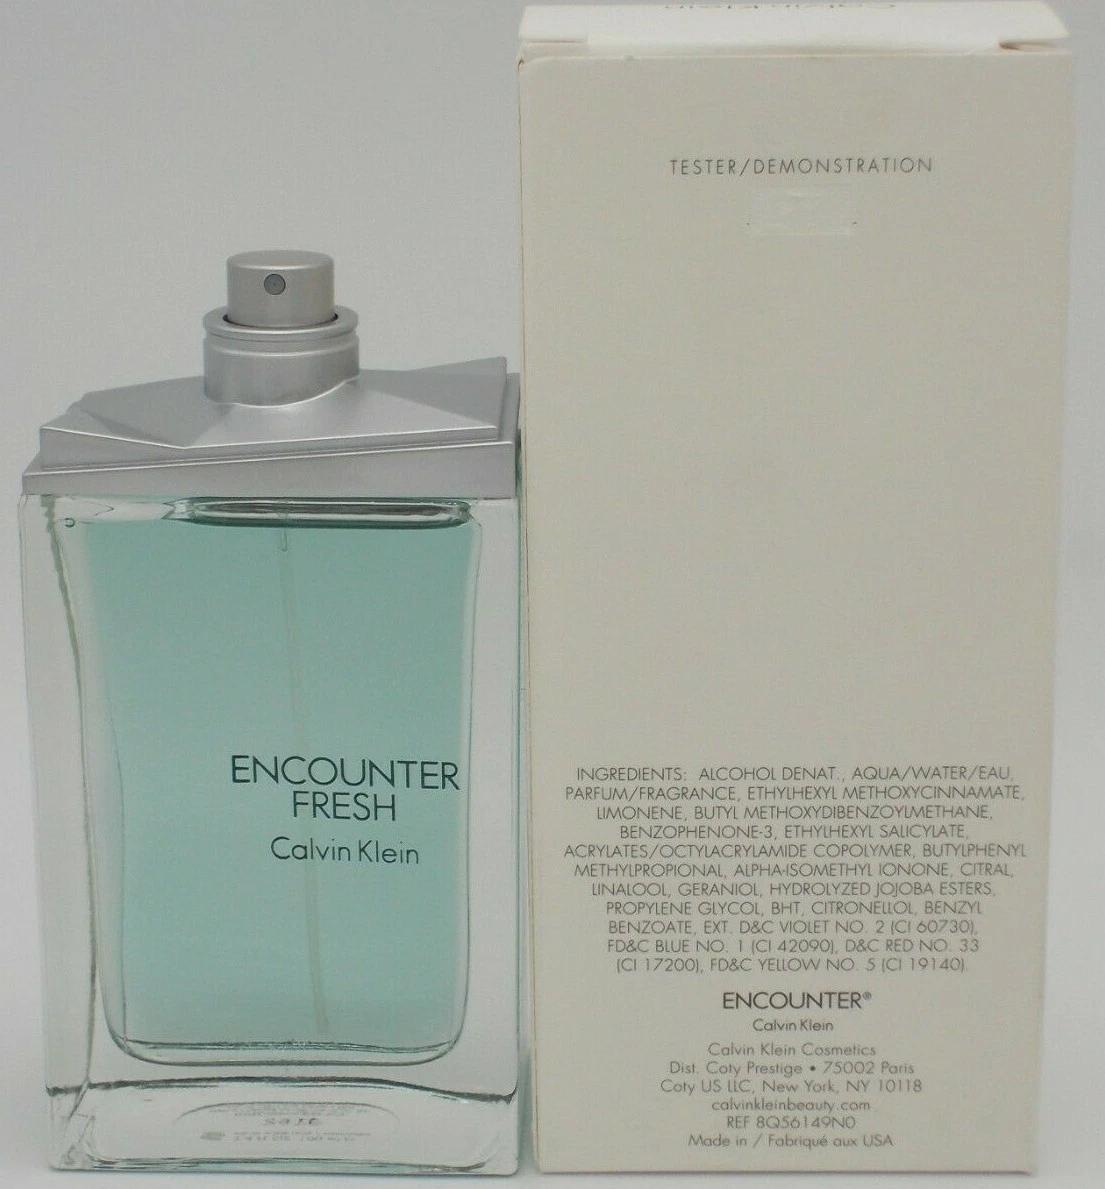 Calvin Klein
TESTER/DEMONSTRATION
ENCOUNTER
FRESH
Calvin Klein
INGREDIENTS: ALCOHOL DENAT., AQUA/WATER/EAU,
PARFUM/FRAGRANCE, ETHYLHEXYL METHOXYCINNAMATE,
LIMONENE, BUTYL METHOXYDIBENZOYLMETHANE,
BENZOPHENONE-3, ETHYLHEXYL SALICYLATE,
ACRYLATES/OCTYLACRYLAMIDE COPOLYMER, BUTYLPHENYL
METHYLPROPIONAL, ALPHA-ISOMETHYL IONONE, CITRAL,
LINALOOL, GERANIOL, HYDROLYZED JOJOBA ESTERS,
PROPYLENE GLYCOL, BHT, CITRONELLOL, BENZYL
BENZOATE, EXT. D&C VIOLET NO. 2 (CI 60730),
FD&C BLUE NO. 1 (CI 42090), D&C RED NO. 33
(CI 17200), FD&C YELLOW NO. 5 (CI 19140).
ENCOUNTER®
Calvin Klein
Calvin Klein Cosmetics
Dist. Coty Prestige • 75002 Paris
Coty US LLC, New York, NY 10118
calvinkleinbeauty.com
REF 8Q56149N0
Made in / Fabriqué aux USA